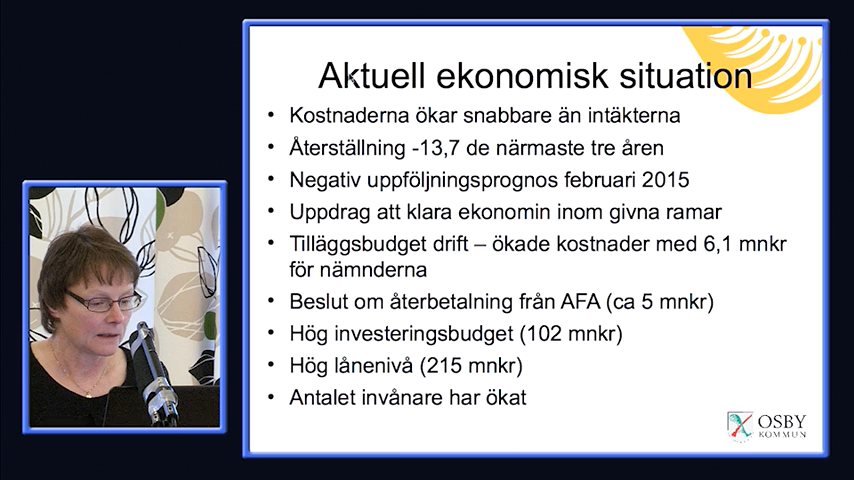 Aktuell ekonomisk situation
• Kostnaderna ökar snabbare än intäkterna
• Återställning -13,7 de närmaste tre åren
• Negativ uppföljningsprognos februari 2015
• Uppdrag att klara ekonomin inom givna ramar
• Tilläggsbudget drift – ökade kostnader med 6,1 mnkr
för nämnderna
• Beslut om återbetalning från AFA (ca 5 mnkr)
• Hög investeringsbudget (102 mnkr)
• Hög lånenivå (215 mnkr)
• Antalet invånare har ökat
OSBY
KOMMUN